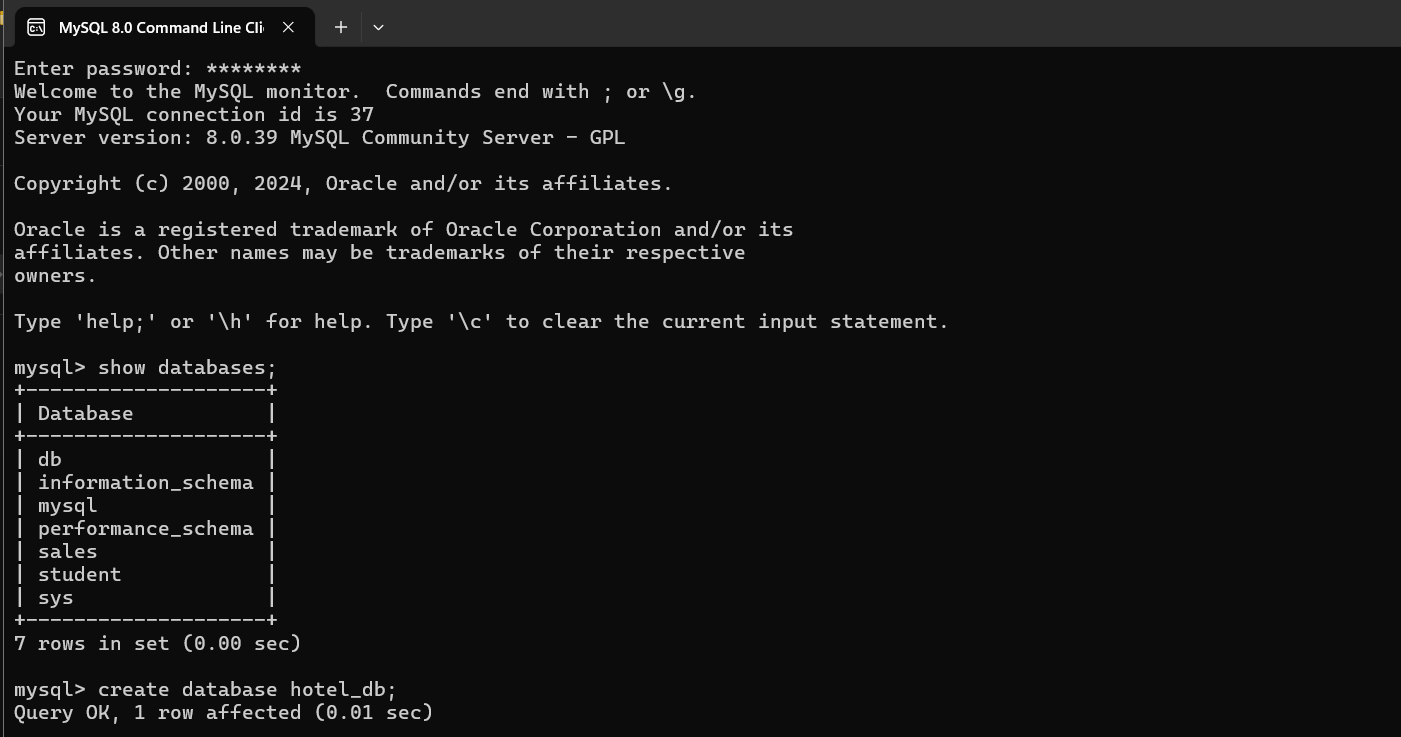 MySQL 8.0 Command Line Cli
Enter password: ********
Welcome to the MySQL monitor.  Commands end with ; or \g.
Your MySQL connection id is 37
Server version: 8.0.39 MySQL Community Server - GPL
Copyright (c) 2000, 2024, Oracle and/or its affiliates.
Oracle is a registered trademark of Oracle Corporation and/or its
affiliates. Other names may be trademarks of their respective
owners.
Type 'help;' or '\h' for help. Type '\c' to clear the current input statement.
mysql> show databases;
+--------------------+
| Database           |
+--------------------+
| db                 |
| information_schema |
| mysql              |
| performance_schema |
| sales              |
| student            |
| sys                |
+--------------------+
7 rows in set (0.00 sec)
mysql> create database hotel_db;
Query OK, 1 row affected (0.01 sec)